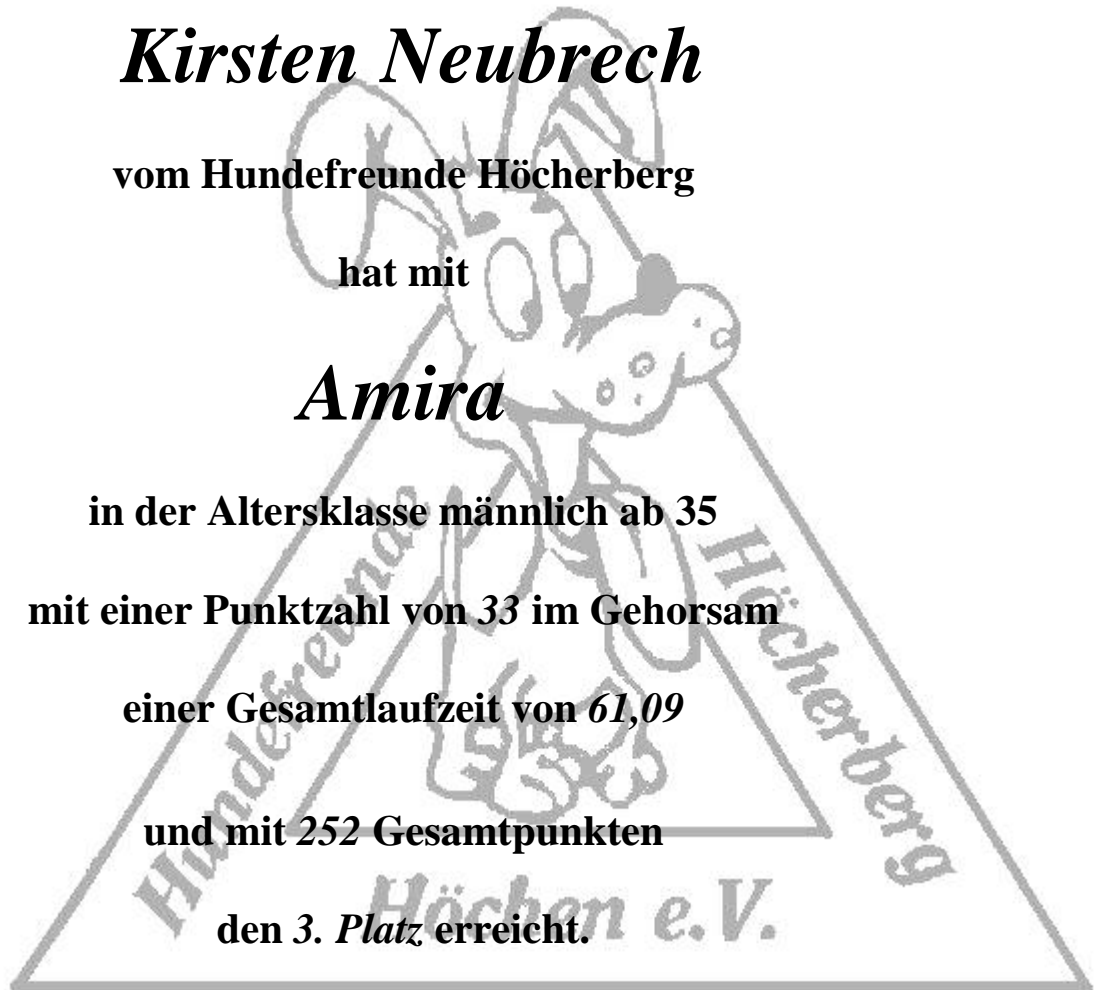 Kirsten Neubrech
vom Hundefreunde Höcherberg
hat mit
Amira
in der Altersklasse männlich ab 35
mit einer Punktzahl von 33 im Gehorsam
einer Gesamtlaufzeit von 61,09
und mit 252 Gesamtpunkten
den 3. Platz erreicht.
Hundefreunde
Höcherberg
Höchen e.V.